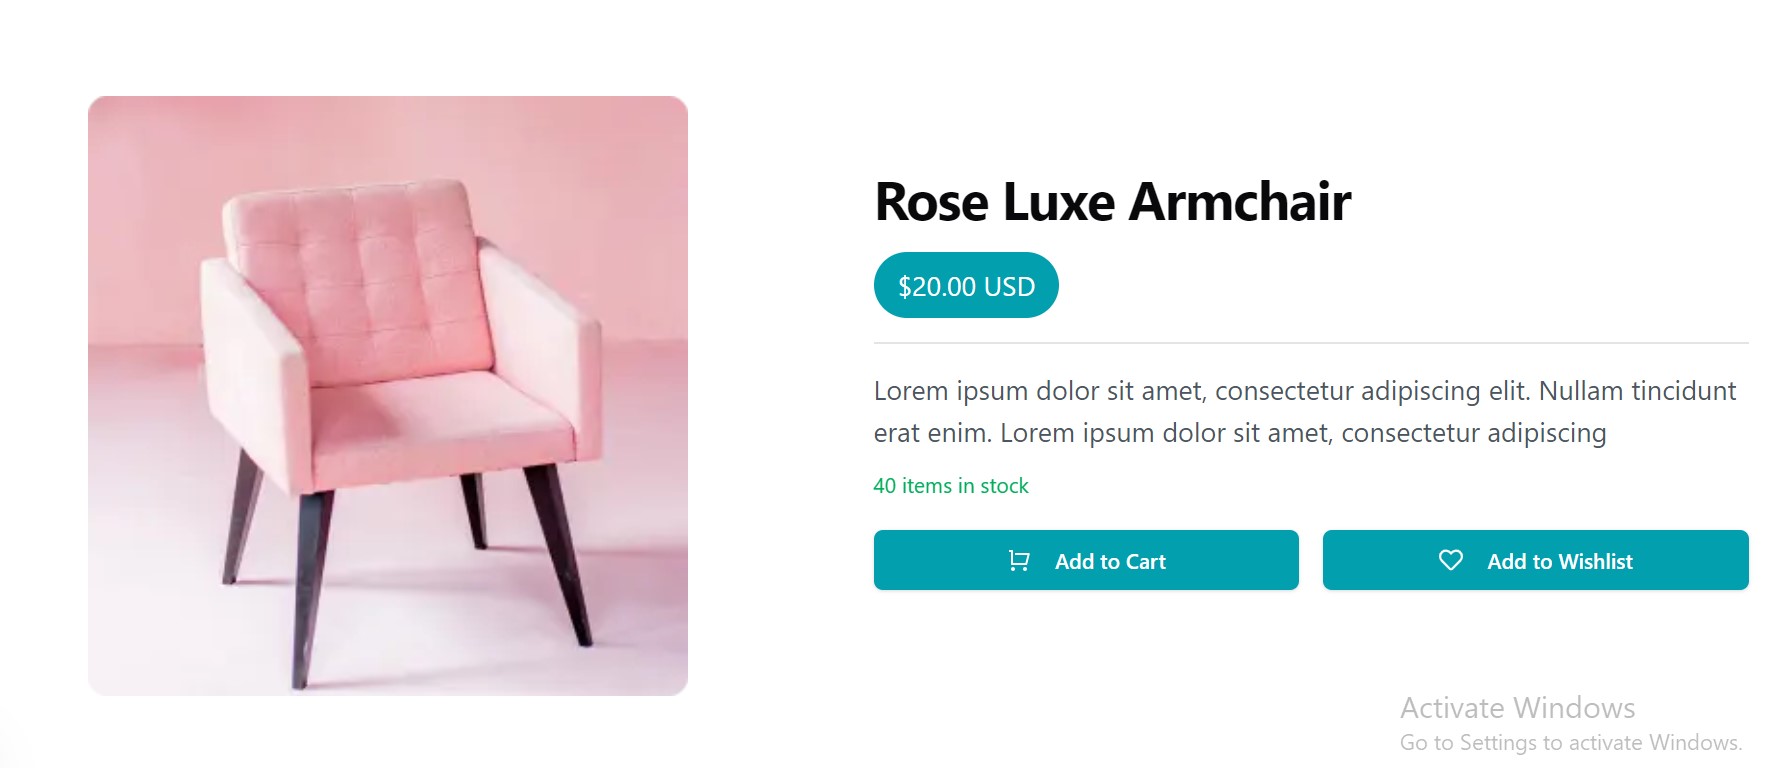 Rose Luxe Armchair
$20.00 USD
Lorem ipsum dolor sit amet, consectetur adipiscing elit. Nullam tincidunt
erat enim. Lorem ipsum dolor sit amet, consectetur adipiscing
40 items in stock
Add to Cart
Add to Wishlist
Activate Windows
Go to Settings to activate Windows.